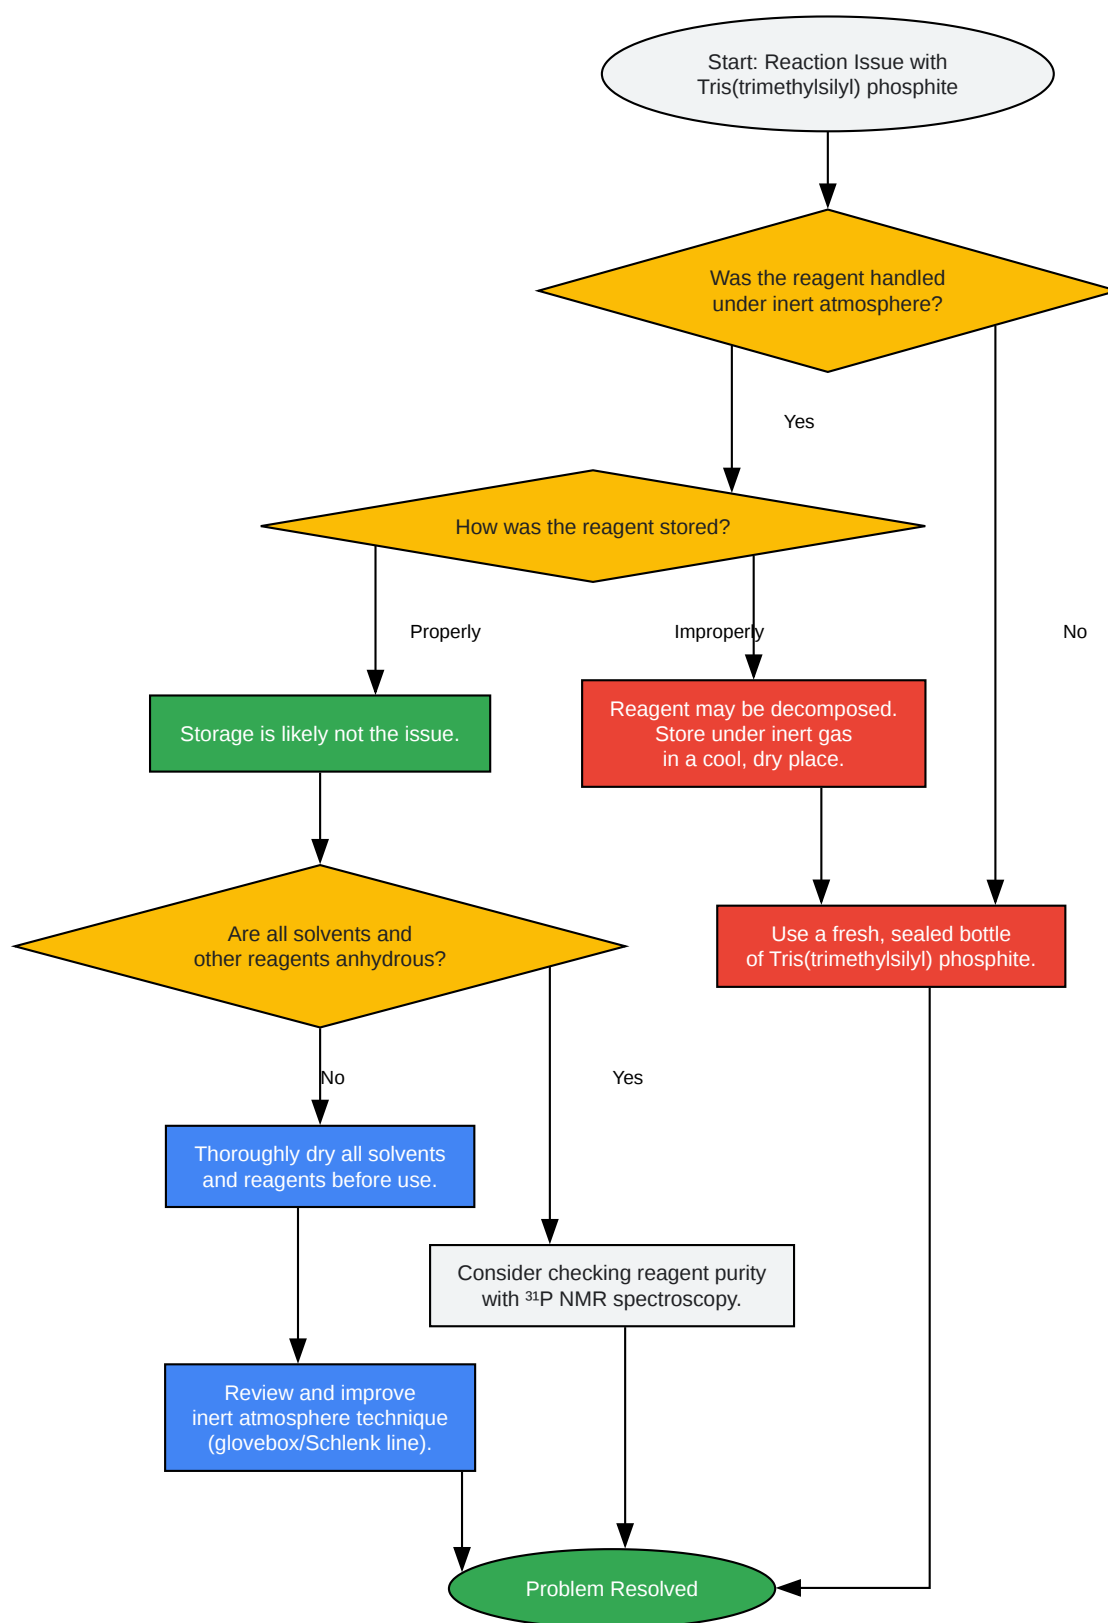 Start: Reaction Issue with
Tris(trimethylsilyl) phosphite
Was the reagent handled
under inert atmosphere?
Yes
How was the reagent stored?
Properly
Improperly
No
Storage is likely not the issue.
Reagent may be decomposed.
Store under inert gas
in a cool, dry place.
Are all solvents and
other reagents anhydrous?
Use a fresh, sealed bottle
of Tris(trimethylsilyl) phosphite.
No
Yes
Thoroughly dry all solvents
and reagents before use.
Consider checking reagent purity
with ³¹P NMR spectroscopy.
Review and improve
inert atmosphere technique
(glovebox/Schlenk line).
Problem Resolved